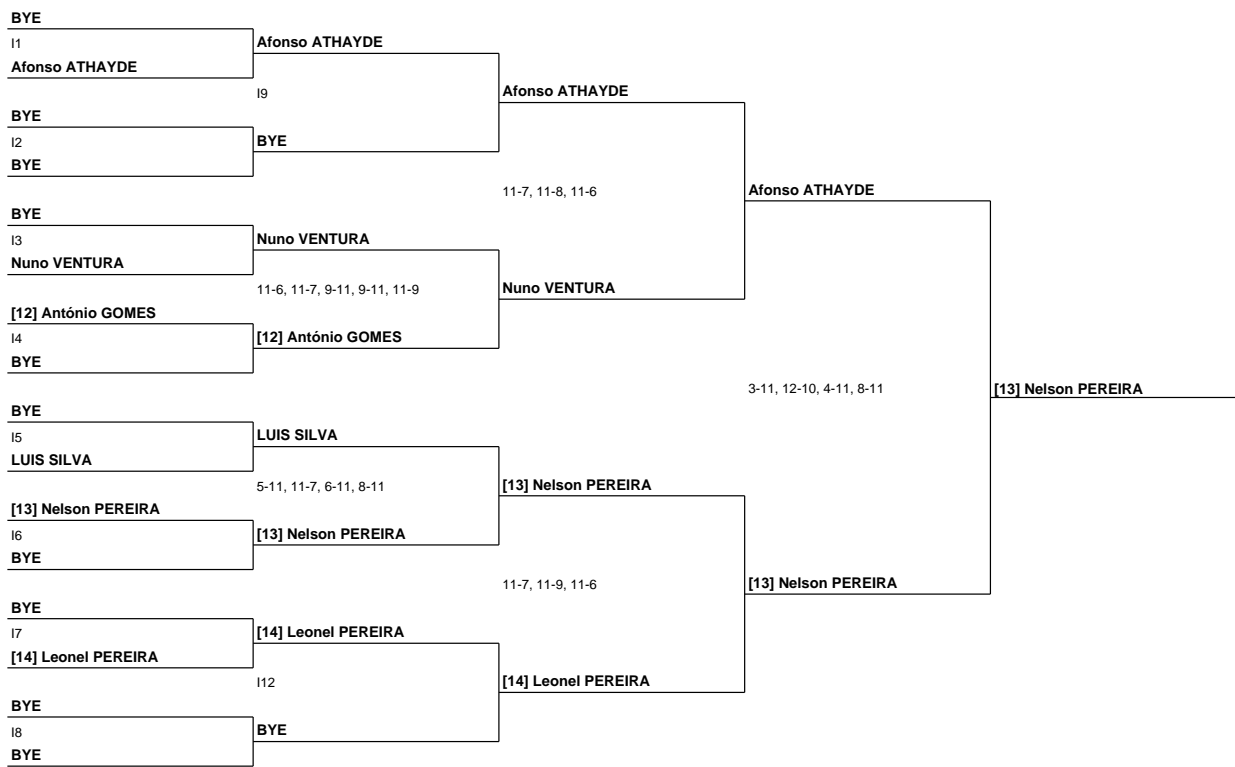 BYE
I1
Afonso ATHAYDE
Afonso ATHAYDE
I9
Afonso ATHAYDE
BYE
I2
BYE
BYE
11-7, 11-8, 11-6
Afonso ATHAYDE
BYE
I3
Nuno VENTURA
Nuno VENTURA
11-6, 11-7, 9-11, 9-11, 11-9
Nuno VENTURA
[12] António GOMES
I4
BYE
[12] António GOMES
3-11, 12-10, 4-11, 8-11
[13] Nelson PEREIRA
BYE
I5
LUIS SILVA
LUIS SILVA
5-11, 11-7, 6-11, 8-11
[13] Nelson PEREIRA
[13] Nelson PEREIRA
I6
BYE
[13] Nelson PEREIRA
11-7, 11-9, 11-6
[13] Nelson PEREIRA
BYE
I7
[14] Leonel PEREIRA
[14] Leonel PEREIRA
I12
[14] Leonel PEREIRA
BYE
I8
BYE
BYE